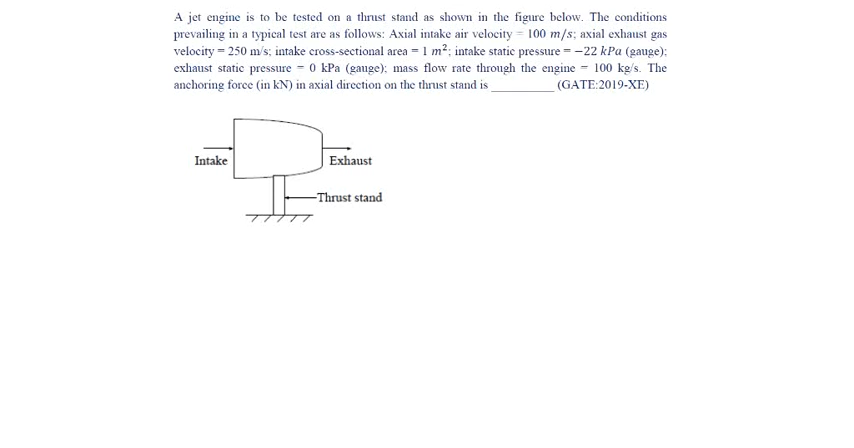 A jet engine is to be tested on a thrust stand as shown in the figure below. The conditions
prevailing in a typical test are as follows: Axial intake air velocity = 100 m/s; axial exhaust gas
velocity = 250 m/s; intake cross-sectional area = 1 m²; intake static pressure = −22 kPa (gauge);
exhaust static pressure = 0 kPa (gauge); mass flow rate through the engine = 100 kg/s. The
anchoring force (in kN) in axial direction on the thrust stand is __________ (GATE:2019-XE)
Intake
Exhaust
Thrust stand